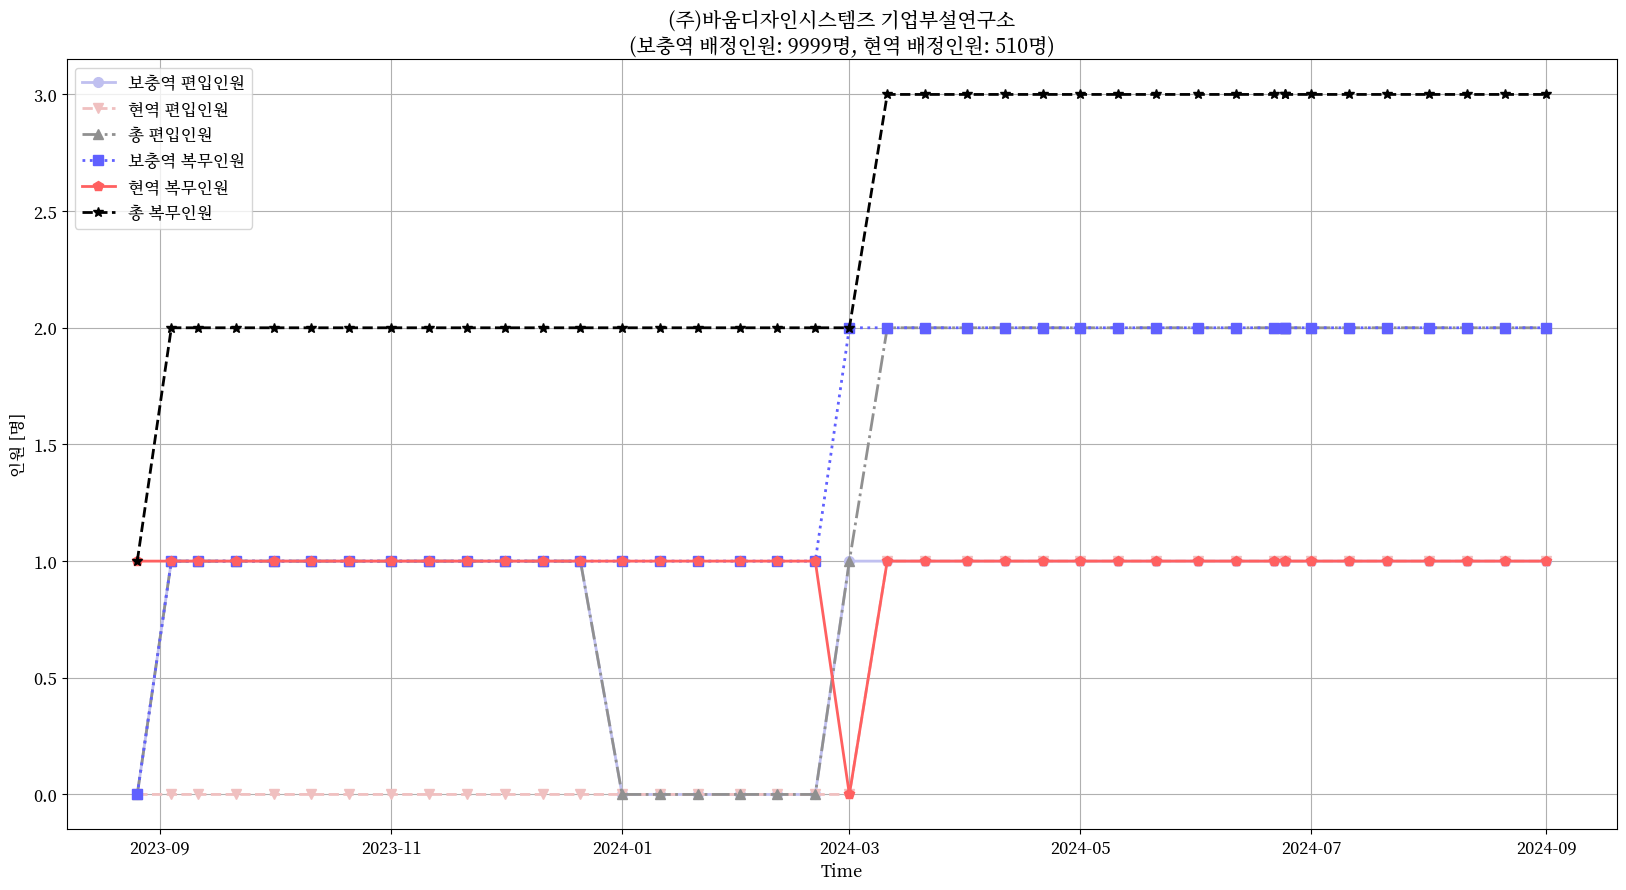 (주)바움디자인시스템즈 기업부설연구소
(보충역 배정인원: 9999명, 현역 배정인원: 510명)
보충역 편입인원
현역 편입인원
총 편입인원
보충역 복무인원
현역 복무인원
총 복무인원
인원 [명]
3.0
2.5
2.0
1.5
1.0
0.5
0.0
2023-09
2023-11
2024-01
2024-03
2024-05
2024-07
2024-09
Time